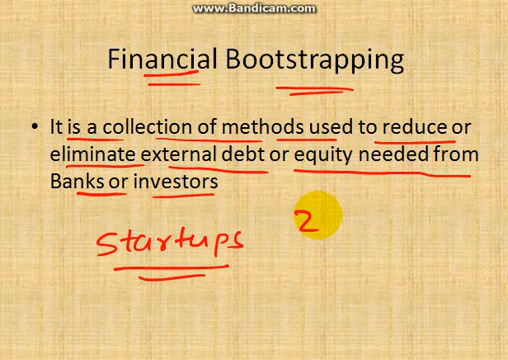 www.Bandicam.com
Financial Bootstrapping
• It is a collection of methods used to reduce or
eliminate external debt or equity needed from
Banks or investors
Startups
2